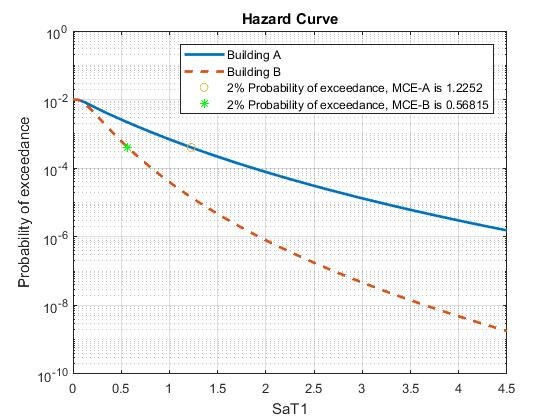 Hazard Curve
Building A
Building B
2% Probability of exceedance, MCE-A is 1.2252
2% Probability of exceedance, MCE-B is 0.56815
Probability of exceedance
10^0
10^-2
10^-4
10^-6
10^-8
10^-10
0 0.5 1 1.5 2 2.5 3 3.5 4 4.5
SaT1